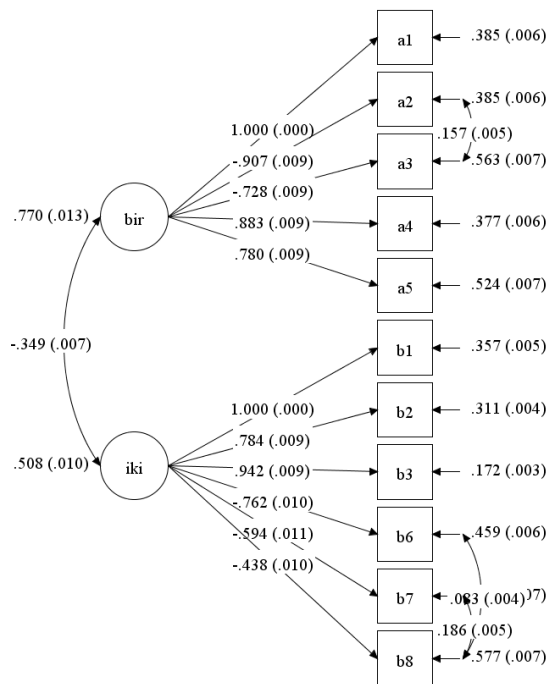 a1
.385 (.006)
a2
.385 (.006)
1.000 (.000)
.157 (.005)
-.907 (.009)
a3
.563 (.007)
-.728 (.009)
.770 (.013)
bir
.883 (.009)
a4
.377 (.006)
.780 (.009)
a5
.524 (.007)
-.349 (.007)
b1
.357 (.005)
1.000 (.000)
b2
.311 (.004)
.784 (.009)
.508 (.010)
iki
.942 (.009)
b3
.172 (.003)
-.762 (.010)
b6
.459 (.006)
-.594 (.011)
-.438 (.010)
b7
(.004)
.186 (.005)
b8
.577 (.007)